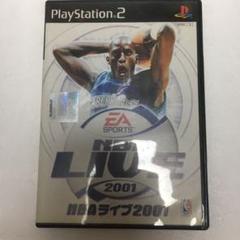 PlayStation 2
EA
SPORTS
NBA
LIVE
2001
NBAライブ2001